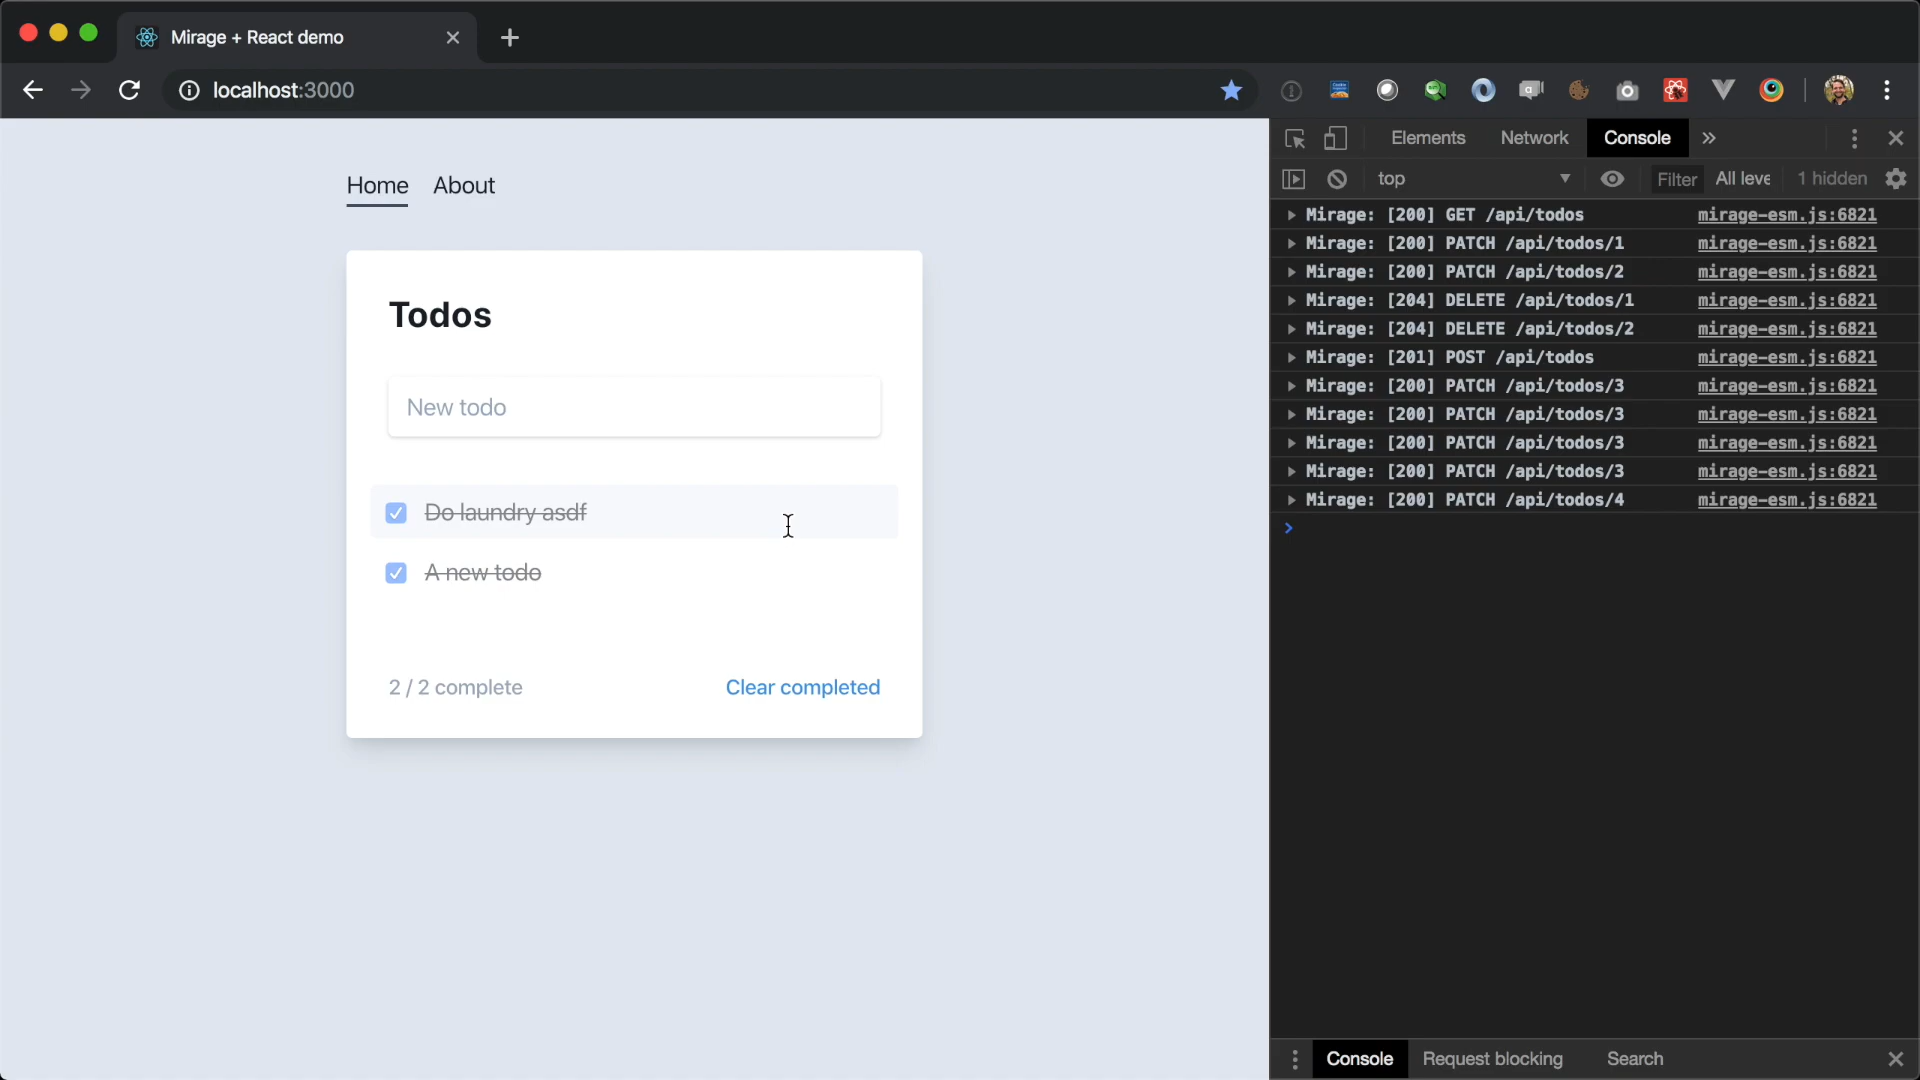 Mirage + React demo
localhost:3000
Elements Network Console
top Filter All leve 1 hidden
Home About
Todos
New todo
Do laundry asdf
A new todo
2 / 2 complete Clear completed
Mirage: [200] GET /api/todos mirage-esm.js:6821
Mirage: [200] PATCH /api/todos/1 mirage-esm.js:6821
Mirage: [200] PATCH /api/todos/2 mirage-esm.js:6821
Mirage: [204] DELETE /api/todos/1 mirage-esm.js:6821
Mirage: [204] DELETE /api/todos/2 mirage-esm.js:6821
Mirage: [201] POST /api/todos mirage-esm.js:6821
Mirage: [200] PATCH /api/todos/3 mirage-esm.js:6821
Mirage: [200] PATCH /api/todos/3 mirage-esm.js:6821
Mirage: [200] PATCH /api/todos/3 mirage-esm.js:6821
Mirage: [200] PATCH /api/todos/3 mirage-esm.js:6821
Mirage: [200] PATCH /api/todos/4 mirage-esm.js:6821
Console Request blocking Search